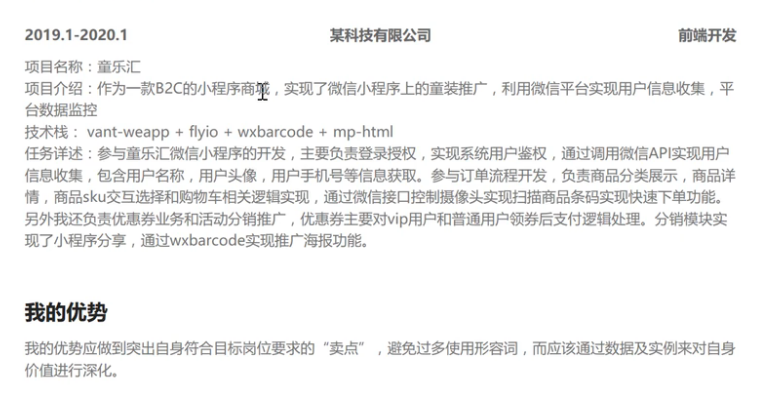 2019.1-2020.1 某科技有限公司 前端开发
项目名称：童乐汇
项目介绍：作为一款B2C的小程序商城，实现了微信小程序上的童装推广，利用微信平台实现用户信息收集，平
台数据监控
技术栈： vant-weapp + flyio + wxbarcode + mp-html
任务详述：参与童乐汇微信小程序的开发，主要负责登录授权，实现系统用户鉴权，通过调用微信API实现用户
信息收集，包含用户名称，用户头像，用户手机号等信息获取。参与订单流程开发，负责商品分类展示，商品详
情，商品sku交互选择和购物车相关逻辑实现，通过微信接口控制摄像头实现扫描商品条码实现快速下单功能。
另外我还负责优惠券业务和活动分销推广，优惠券主要对vip用户和普通用户领券后支付逻辑处理。分销模块实
现了小程序分享，通过wxbarcode实现推广海报功能。
我的优势
我的优势应做到突出自身符合目标岗位要求的“卖点”，避免过多使用形容词，而应该通过数据及实例来对自身
价值进行深化。